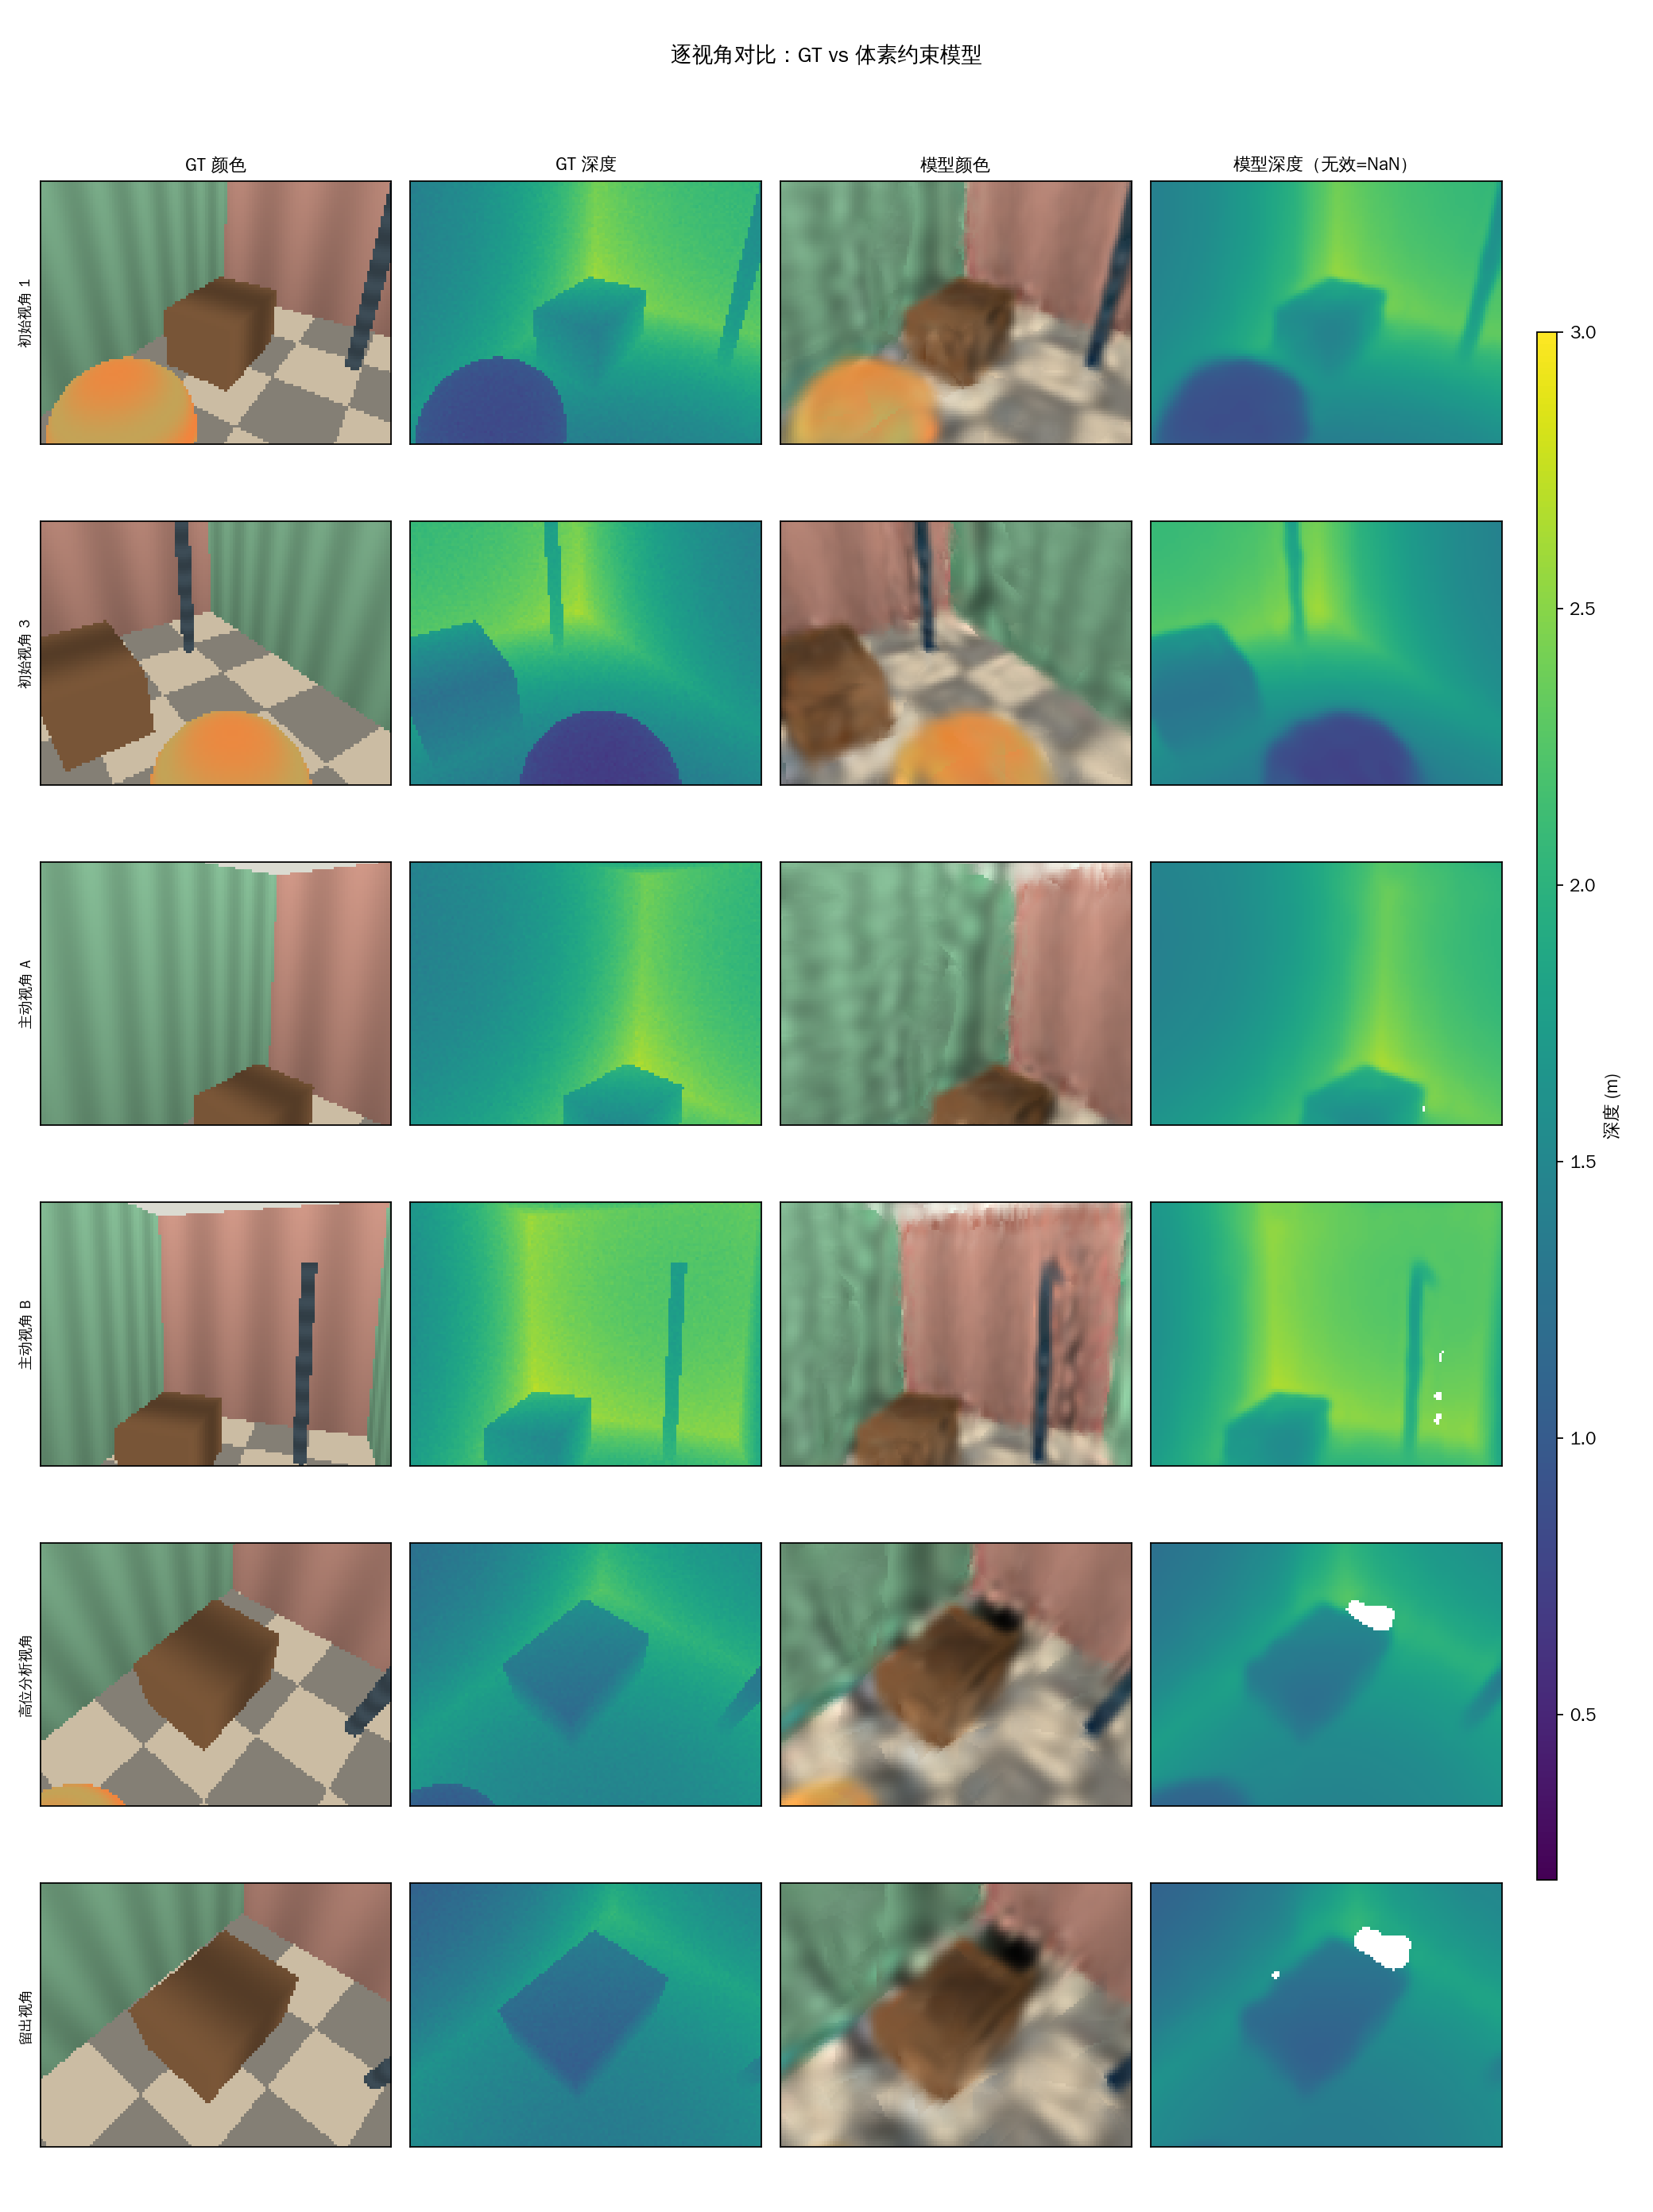 逐视角对比：GT vs 体素约束模型
GT 颜色
GT 深度
模型颜色
模型深度（无效=NaN）
初始视角 1
初始视角 3
主动视角 A
主动视角 B
高位分析视角
留出视角
3.0
2.5
2.0
1.5
1.0
0.5
深度 (m)